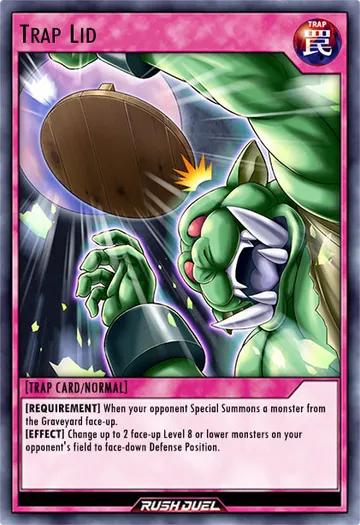 Trap Lid
TRAP
罠
[TRAP CARD/NORMAL]
[REQUIREMENT] When your opponent Special Summons a monster from
the Graveyard face-up.
[EFFECT] Change up to 2 face-up Level 8 or lower monsters on your
opponent's field to face-down Defense Position.
RUSH DUEL